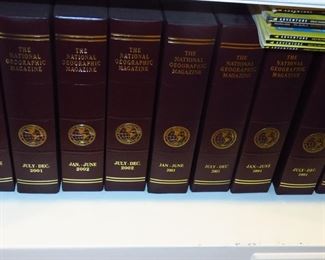 ADVENTURE
THE
NATIONAL
GEOGRAPHIC
MAGAZINE
JULY-DEC.
2001
THE
NATIONAL
GEOGRAPHIC
MAGAZINE
JAN.-JUNE
2002
THE
NATIONAL
GEOGRAPHIC
MAGAZINE
JULY-DEC.
2002
THE
NATIONAL
GEOGRAPHIC
MAGAZINE
JAN.-JUNE
2003
THE
NATIONAL
GEOGRAPHIC
MAGAZINE
JULY-DEC.
2003
THE
NATIONAL
GEOGRAPHIC
MAGAZINE
JAN.-JUNE
2004
THE
NATIONAL
GEOGRAPHIC
MAGAZINE
JULY-DEC.